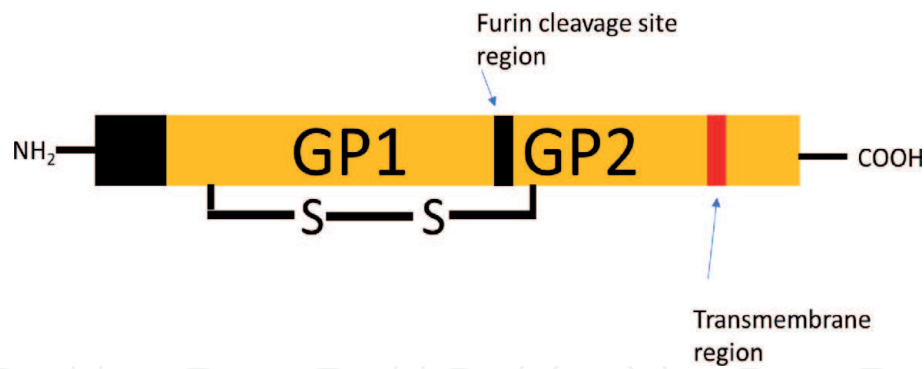 Furin cleavage site
region
NH₂
GP1
GP2
COOH
S
S
Transmembrane
region